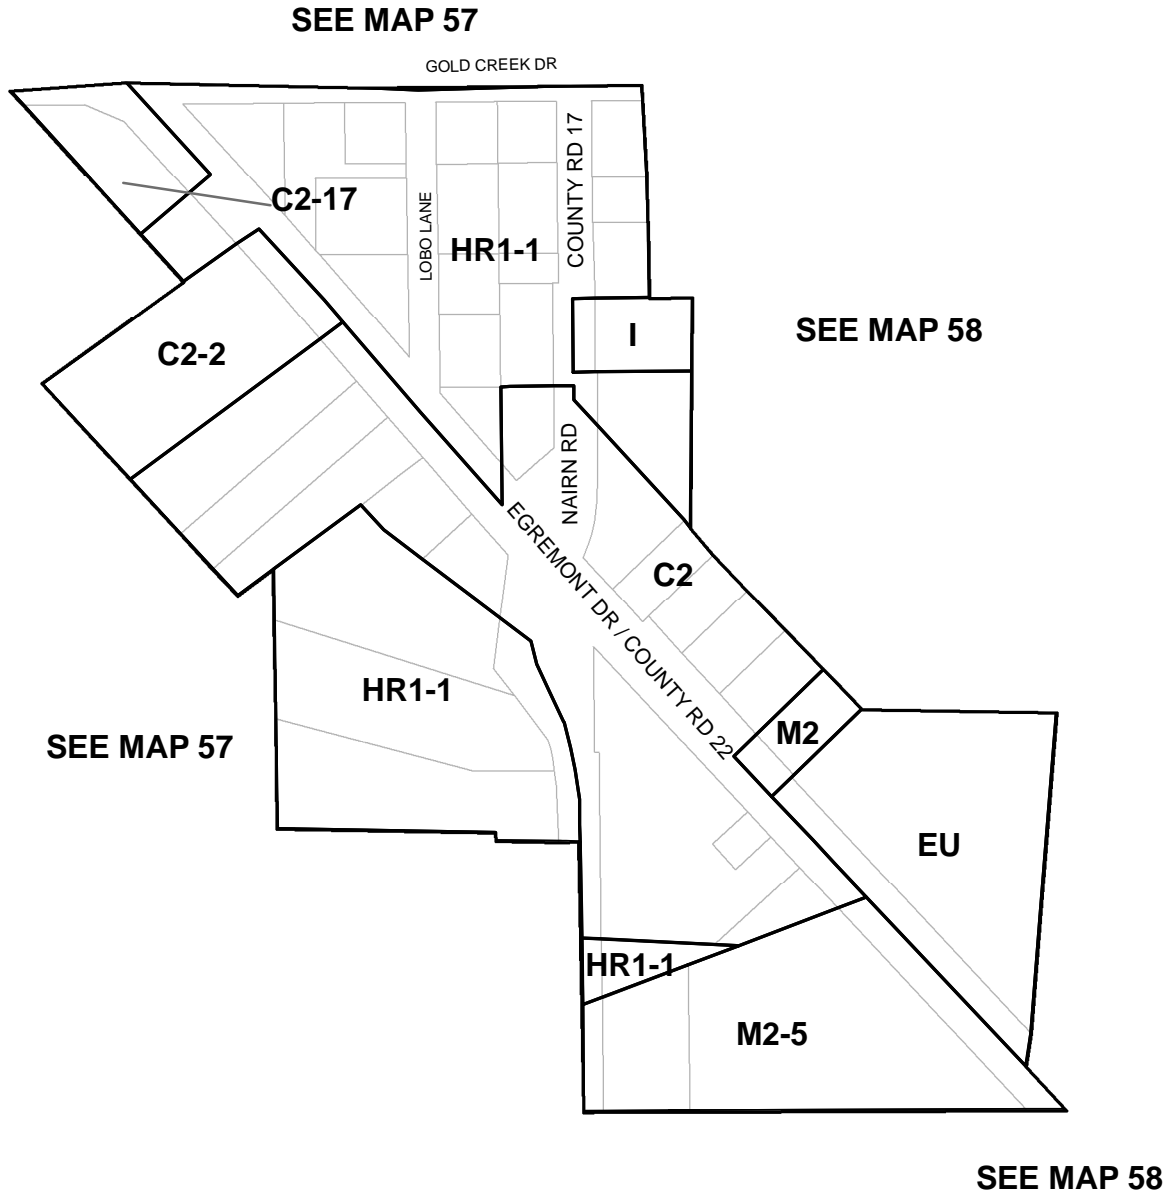 SEE MAP 57
GOLD CREEK DR
COUNTY RD 17
C2-17
LOBO LANE
HR1-1
I
SEE MAP 58
C2-2
NAIRN RD
EGREMONT DR / COUNTY RD 22
C2
HR1-1
M2
SEE MAP 57
EU
HR1-1
M2-5
SEE MAP 58